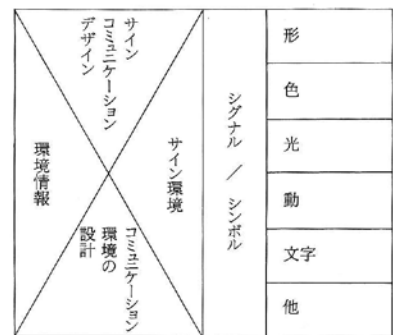 サイン
コミュニケーション
デザイン
環境情報
サイン環境
コミュニケーション
環境の
設計
シグナル／シンボル
形
色
光
動
文字
他